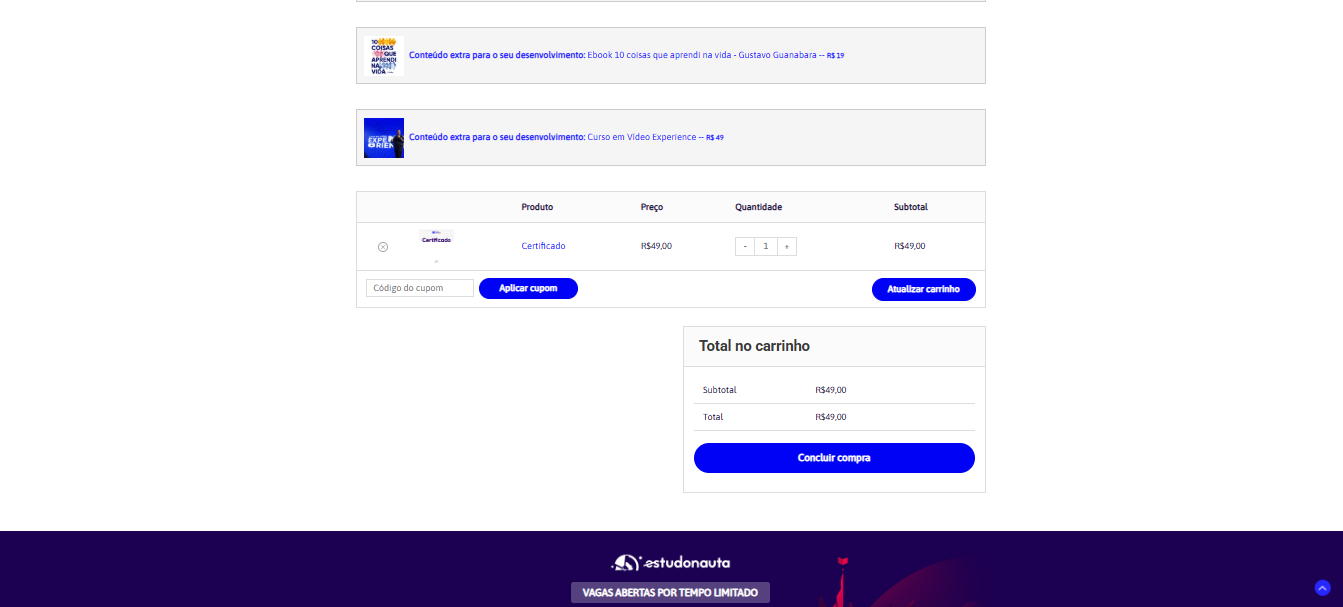 10
COISAS
QUE
APRENDI
NA
VIDA
Conteúdo extra para o seu desenvolvimento: Ebook 10 coisas que aprendi na vida - Gustavo Guanabara -- R$ 19
EXPE
RIEN
Conteúdo extra para o seu desenvolvimento: Curso em Vídeo Experience -- R$ 49
Produto Preço Quantidade Subtotal
Certificado
Certificado R$49,00 - 1 + R$49,00
Código do cupom Aplicar cupom Atualizar carrinho
Total no carrinho
Subtotal R$49,00
Total R$49,00
Concluir compra
estudonauta
VAGAS ABERTAS POR TEMPO LIMITADO